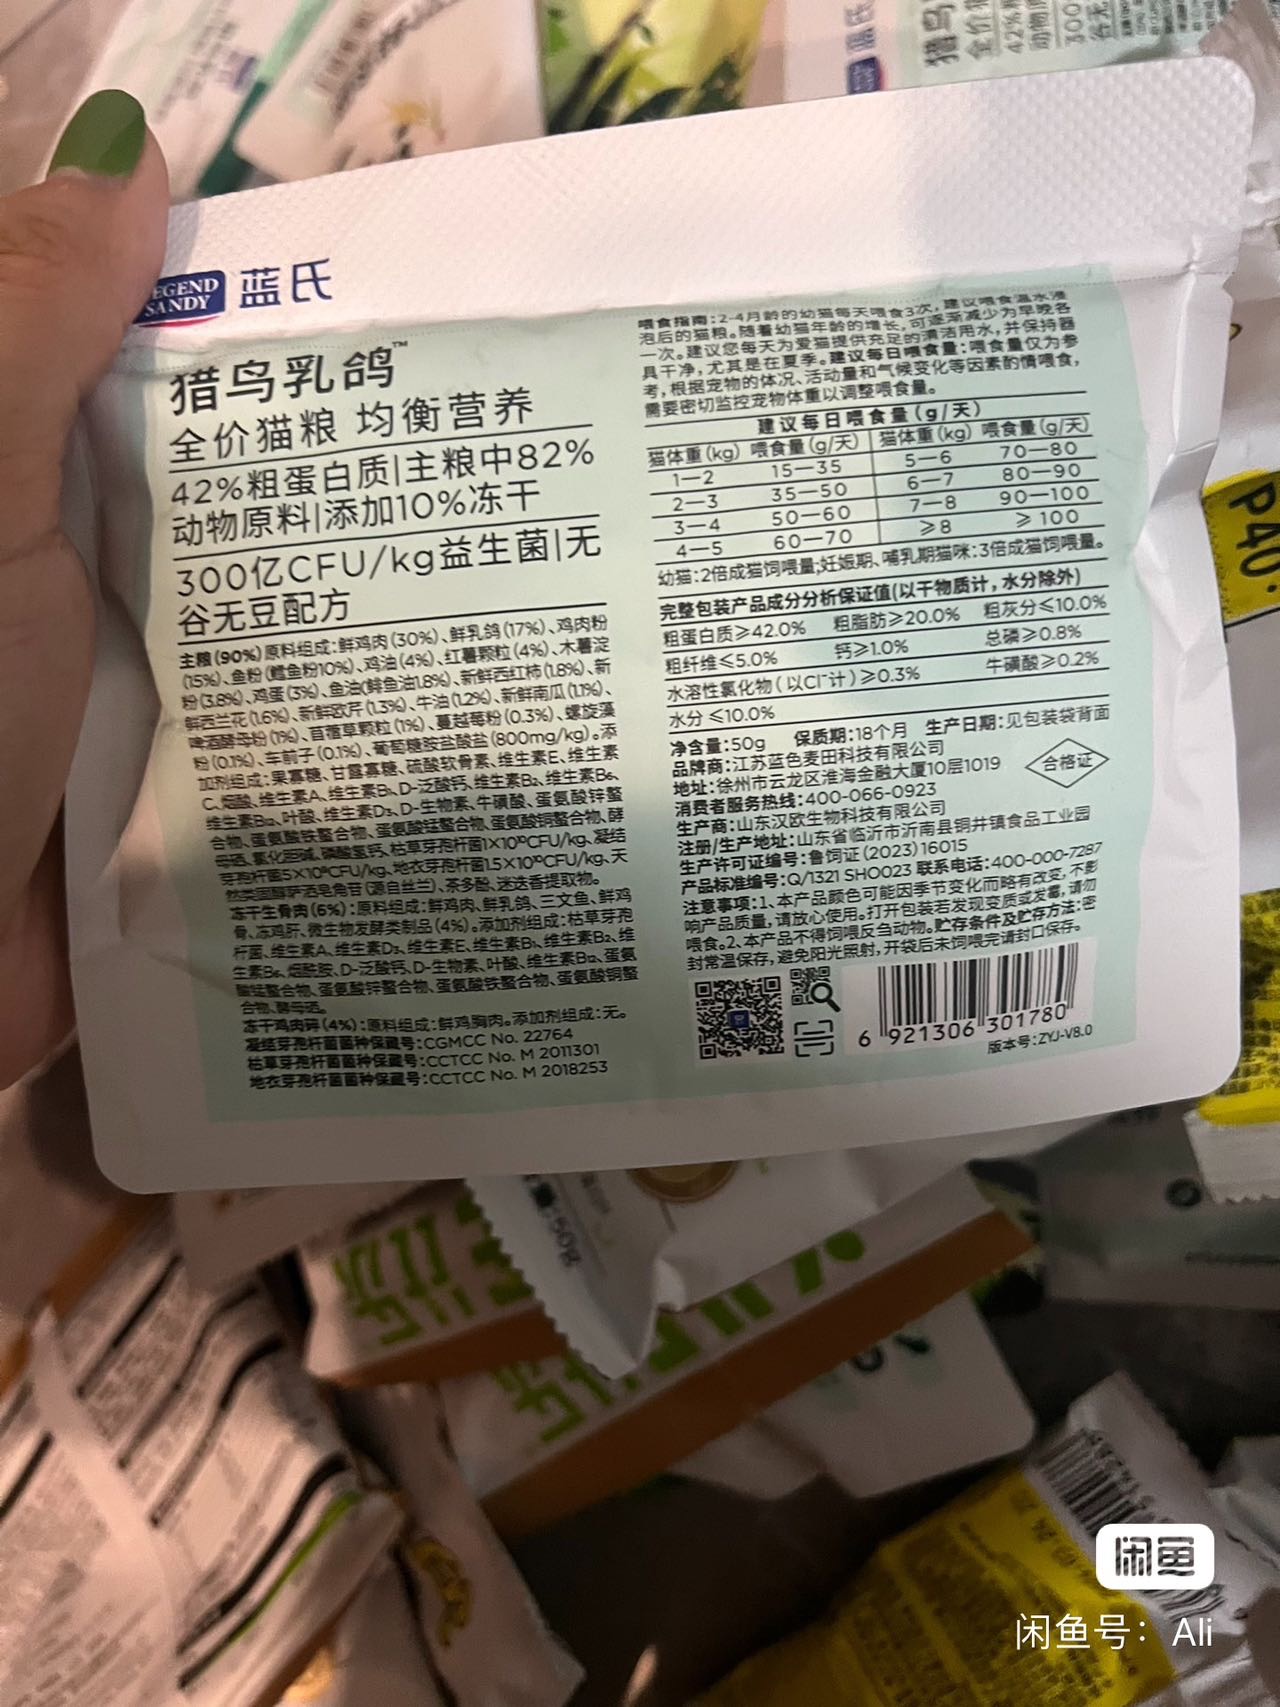 LEGEND SANDY 蓝氏
猎鸟乳鸽™
全价猫粮 均衡营养
42%粗蛋白质|主粮中82%
动物原料|添加10%冻干
300亿CFU/kg益生菌|无
谷无豆配方
主粮(90%)原料组成:鲜鸡肉(30%)、鲜乳鸽(17%)、鸡肉粉
(15%)、鱼粉(鳕鱼粉10%)、鸡油(4%)、红薯颗粒(4%)、木薯淀
粉(3.8%)、鸡蛋(3%)、鱼油(鲱鱼油1.8%)、新鲜西红柿(1.8%)、新
鲜西兰花(1.6%)、新鲜欧芹(1.3%)、牛油(1.2%)、新鲜南瓜(1.1%)、
啤酒酵母粉(1%)、苜蓿草颗粒(1%)、蔓越莓粉(0.3%)、螺旋藻
粉(0.1%)、车前子(0.1%)、葡萄糖胺盐酸盐(800mg/kg)。添
加剂组成:果寡糖、甘露寡糖、硫酸软骨素、维生素E、维生素
C、烟酸、维生素A、维生素B₁、D-泛酸钙、维生素B₂、维生素B₆、
维生素B₁₂、叶酸、维生素D₃、D-生物素、牛磺酸、蛋氨酸锌螯
合物、蛋氨酸铁螯合物、蛋氨酸锰螯合物、蛋氨酸铜螯合物、酵
母硒、氯化胆碱、磷酸氢钙、枯草芽孢杆菌1×10¹⁰CFU/kg、凝结
芽孢杆菌5×10⁹CFU/kg、地衣芽孢杆菌1.5×10¹⁰CFU/kg、天
然类固醇萨洒皂角苷(源自丝兰)、茶多酚、迷迭香提取物。
冻干生骨肉(6%):原料组成:鲜鸡肉、鲜乳鸽、三文鱼、鲜鸡
骨、冻鸡肝、微生物发酵类制品(4%)。添加剂组成:枯草芽孢
杆菌、维生素A、维生素D₃、维生素E、维生素B₁、维生素B₂、维
生素B₆、烟酰胺、D-泛酸钙、D-生物素、叶酸、维生素B₁₂、蛋氨
酸锰螯合物、蛋氨酸锌螯合物、蛋氨酸铁螯合物、蛋氨酸铜螯
合物、酵母硒。
冻干鸡肉碎(4%):原料组成:鲜鸡胸肉。添加剂组成:无。
凝结芽孢杆菌菌种保藏号:CGMCC No. 22764
枯草芽孢杆菌菌种保藏号:CCTCC No. M 2011301
地衣芽孢杆菌菌种保藏号:CCTCC No. M 2018253
喂食指南:2-4月龄的幼猫每天喂食3次,建议喂食温水浸
泡后的猫粮。随着幼猫年龄的增长,可逐渐减少为早晚各
一次。建议您每天为爱猫提供充足的清洁用水,并保持器
具干净,尤其是在夏季。建议每日喂食量:喂食量仅为参
考,根据宠物的体况、活动量和气候变化等因素酌情喂食,
需要密切监控宠物体重以调整喂食量。
建议每日喂食量(g/天)
猫体重(kg) 喂食量(g/天) 猫体重(kg) 喂食量(g/天)
1—2 15—35 5—6 70—80
2—3 35—50 6—7 80—90
3—4 50—60 7—8 90—100
4—5 60—70 ≥8 ≥100
幼猫:2倍成猫饲喂量;妊娠期、哺乳期猫咪:3倍成猫饲喂量。
完整包装产品成分分析保证值(以干物质计,水分除外)
粗蛋白质≥42.0% 粗脂肪≥20.0% 粗灰分≤10.0%
粗纤维≤5.0% 钙≥1.0% 总磷≥0.8%
水溶性氯化物(以Cl⁻计)≥0.3% 牛磺酸≥0.2%
水分≤10.0%
净含量:50g 保质期:18个月 生产日期:见包装袋背面
品牌商:江苏蓝色麦田科技有限公司
地址:徐州市云龙区淮海金融大厦10层1019
消费者服务热线:400-066-0923
合格证
生产商:山东汉欧生物科技有限公司
注册/生产地址:山东省临沂市沂南县铜井镇食品工业园
生产许可证编号:鲁饲证(2023)16015
产品标准编号:Q/1321 SHO023 联系电话:400-000-7287
注意事项:1、本产品颜色可能因季节变化而略有改变,不影
响产品质量,请放心使用。打开包装若发现变质或发霉,请勿
喂食。2、本产品不得饲喂反刍动物。贮存条件及贮存方法:密
封常温保存,避免阳光照射,开袋后未饲喂完请封口保存。
6 921306 301780
版本号:ZYJ-V8.0
蓝氏
P40
闲鱼
闲鱼号:Ali